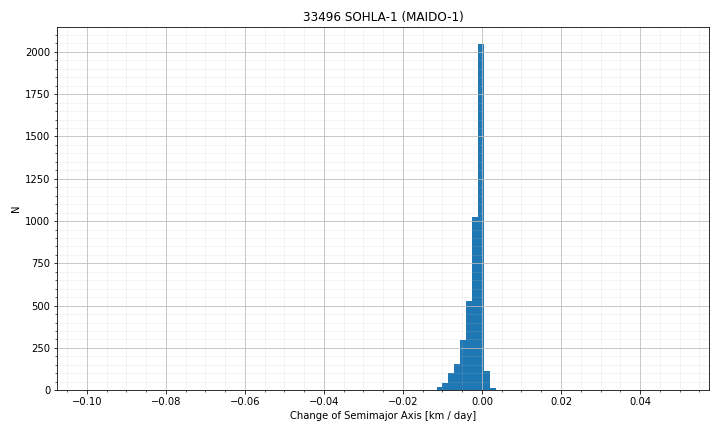 33496 SOHLA-1 (MAIDO-1)
2000
1750
1500
1250
1000
750
500
250
0
N
−0.10 −0.08 −0.06 −0.04 −0.02 0.00 0.02 0.04
Change of Semimajor Axis [km / day]